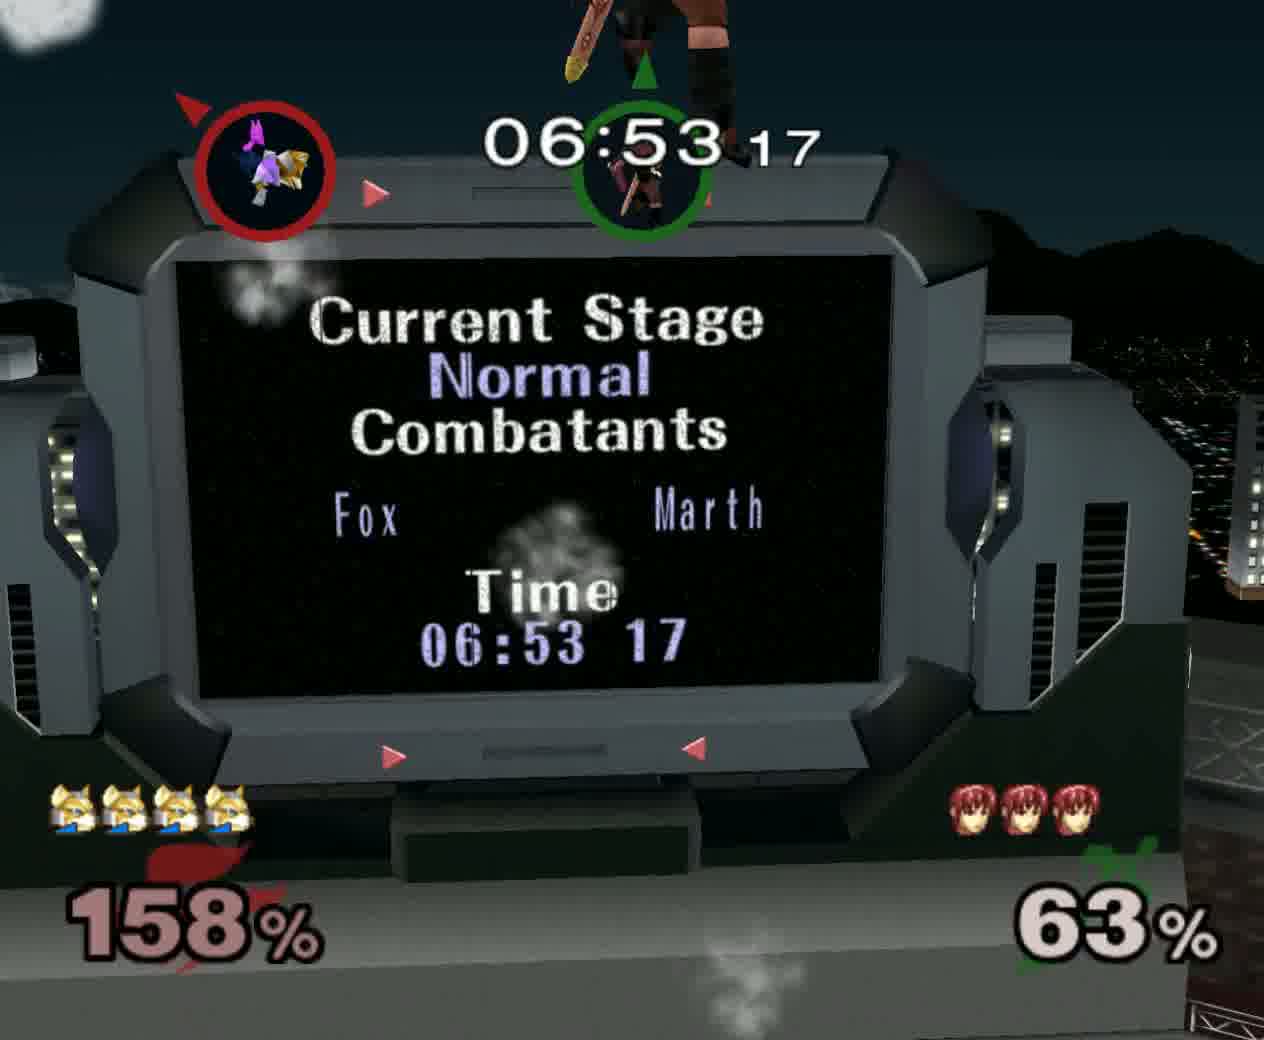 06:53 17
Current Stage
Normal
Combatants
Fox Marth
Time
06:53 17
158% 63%